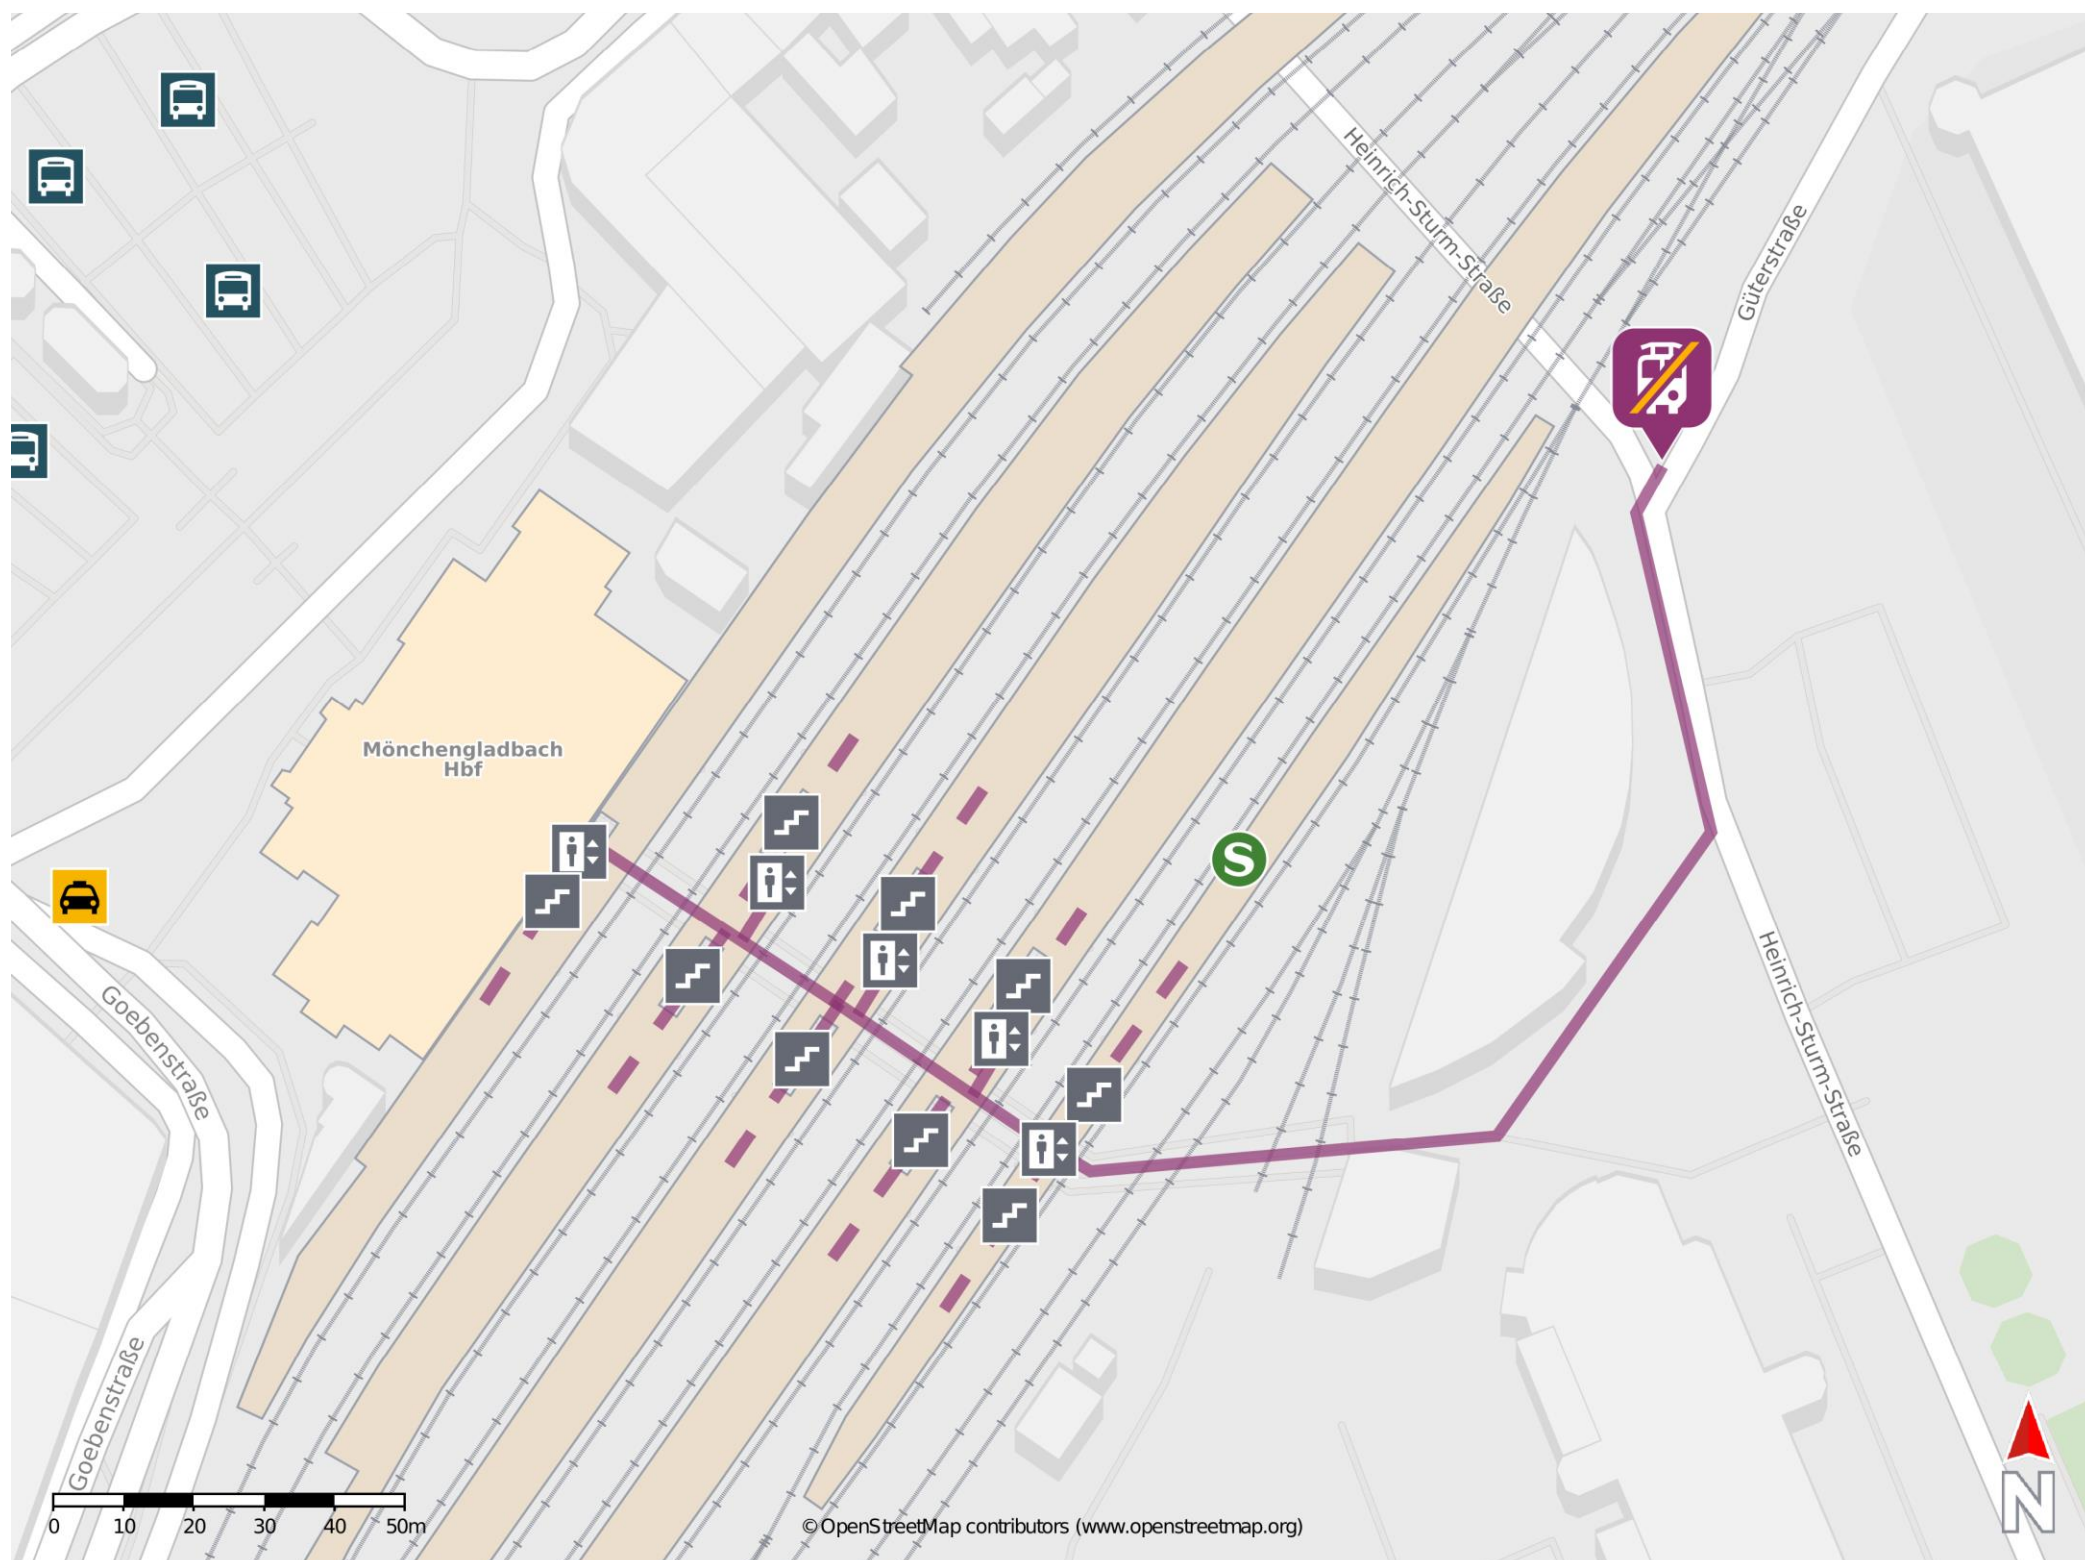 Heinrich-Sturm-Straße
Güterstraße
Mönchengladbach
Hbf
S
Heinrich-Sturm-Straße
Goebenstraße
Goebenstraße
0 10 20 30 40 50m
© OpenStreetMap contributors (www.openstreetmap.org)
N